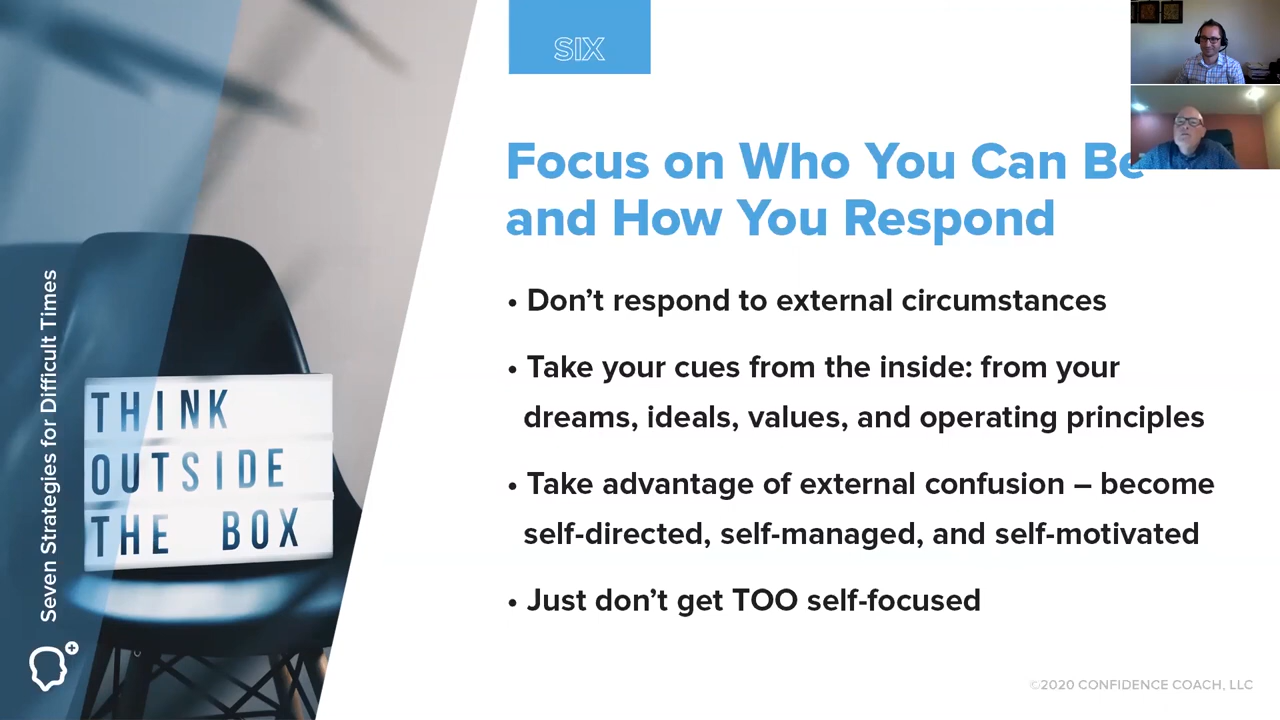 SIX
Focus on Who You Can Be
and How You Respond
• Don’t respond to external circumstances
• Take your cues from the inside: from your
dreams, ideals, values, and operating principles
• Take advantage of external confusion – become
self-directed, self-managed, and self-motivated
• Just don’t get TOO self-focused
THINK
OUTSIDE
THE BOX
Seven Strategies for Difficult Times
©2020 CONFIDENCE COACH, LLC